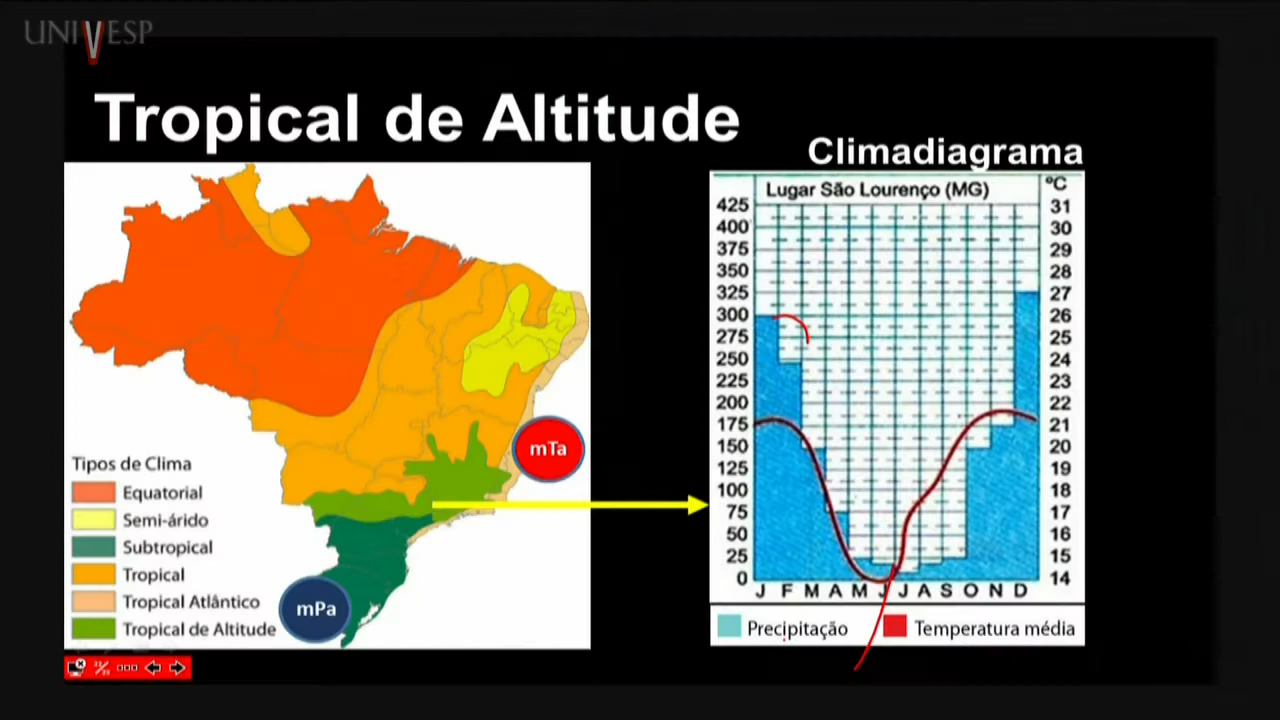 UNIVESP
Tropical de Altitude
Climadiagrama
Lugar São Lourenço (MG)
ºC
425
400
375
350
325
300
275
250
225
200
175
150
125
100
75
50
25
0
31
30
29
28
27
26
25
24
23
22
21
20
19
18
17
16
15
14
J F M A M J J A S O N D
Precipitação
Temperatura média
mTa
mPa
Tipos de Clima
Equatorial
Semi-árido
Subtropical
Tropical
Tropical Atlântico
Tropical de Altitude